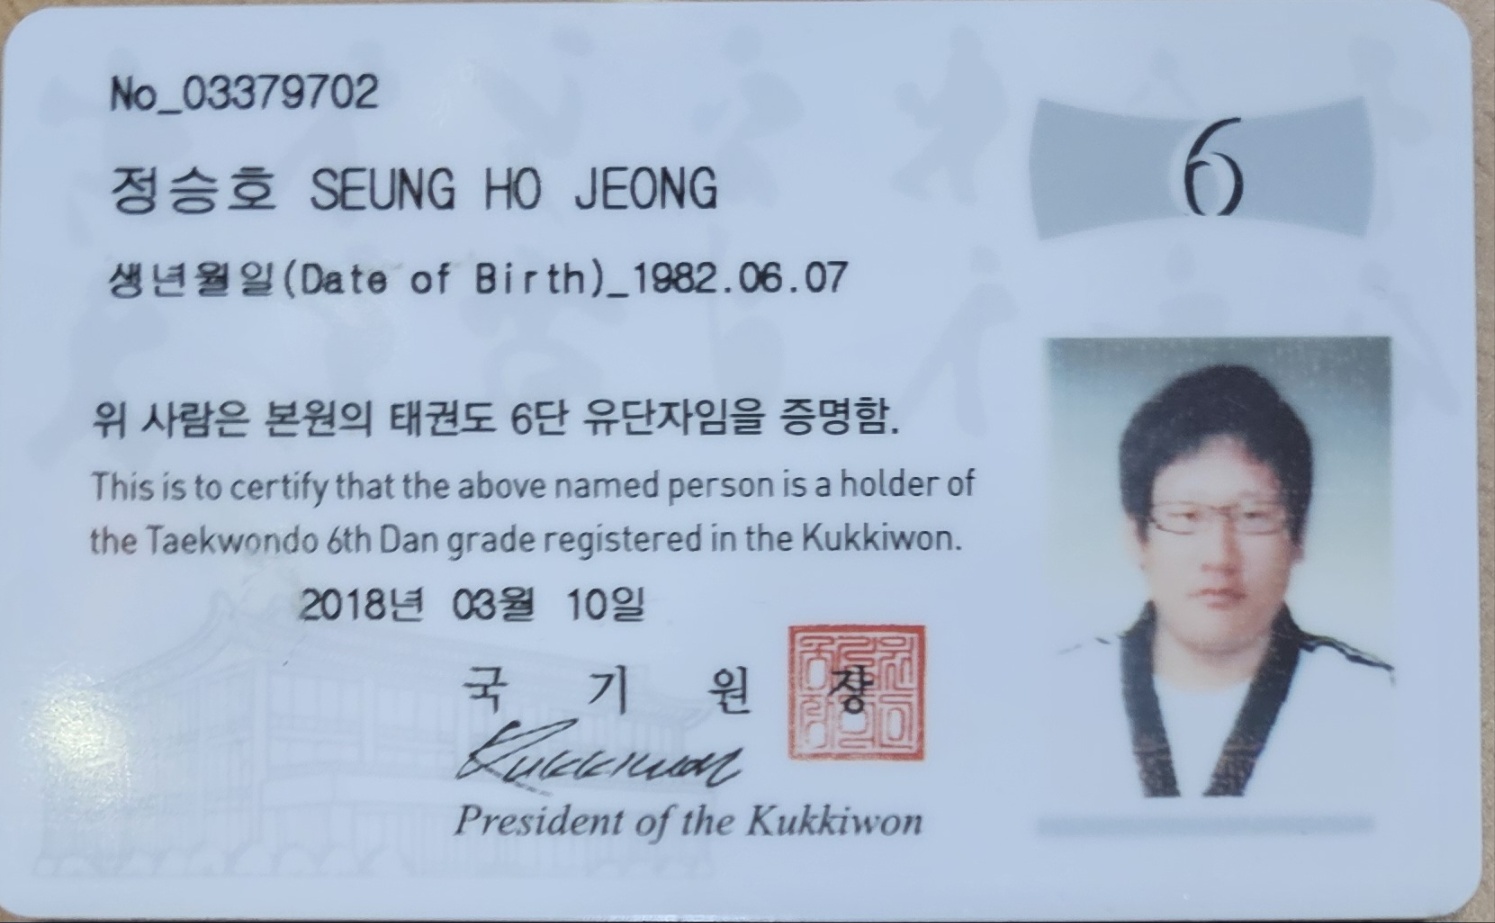 No_03379702
6
정승호 SEUNG HO JEONG
생년월일(Date of Birth)_1982.06.07
위 사람은 본원의 태권도 6단 유단자임을 증명함.
This is to certify that the above named person is a holder of
the Taekwondo 6th Dan grade registered in the Kukkiwon.
2018년 03월 10일
국 기 원 장
Kukkiwon
President of the Kukkiwon